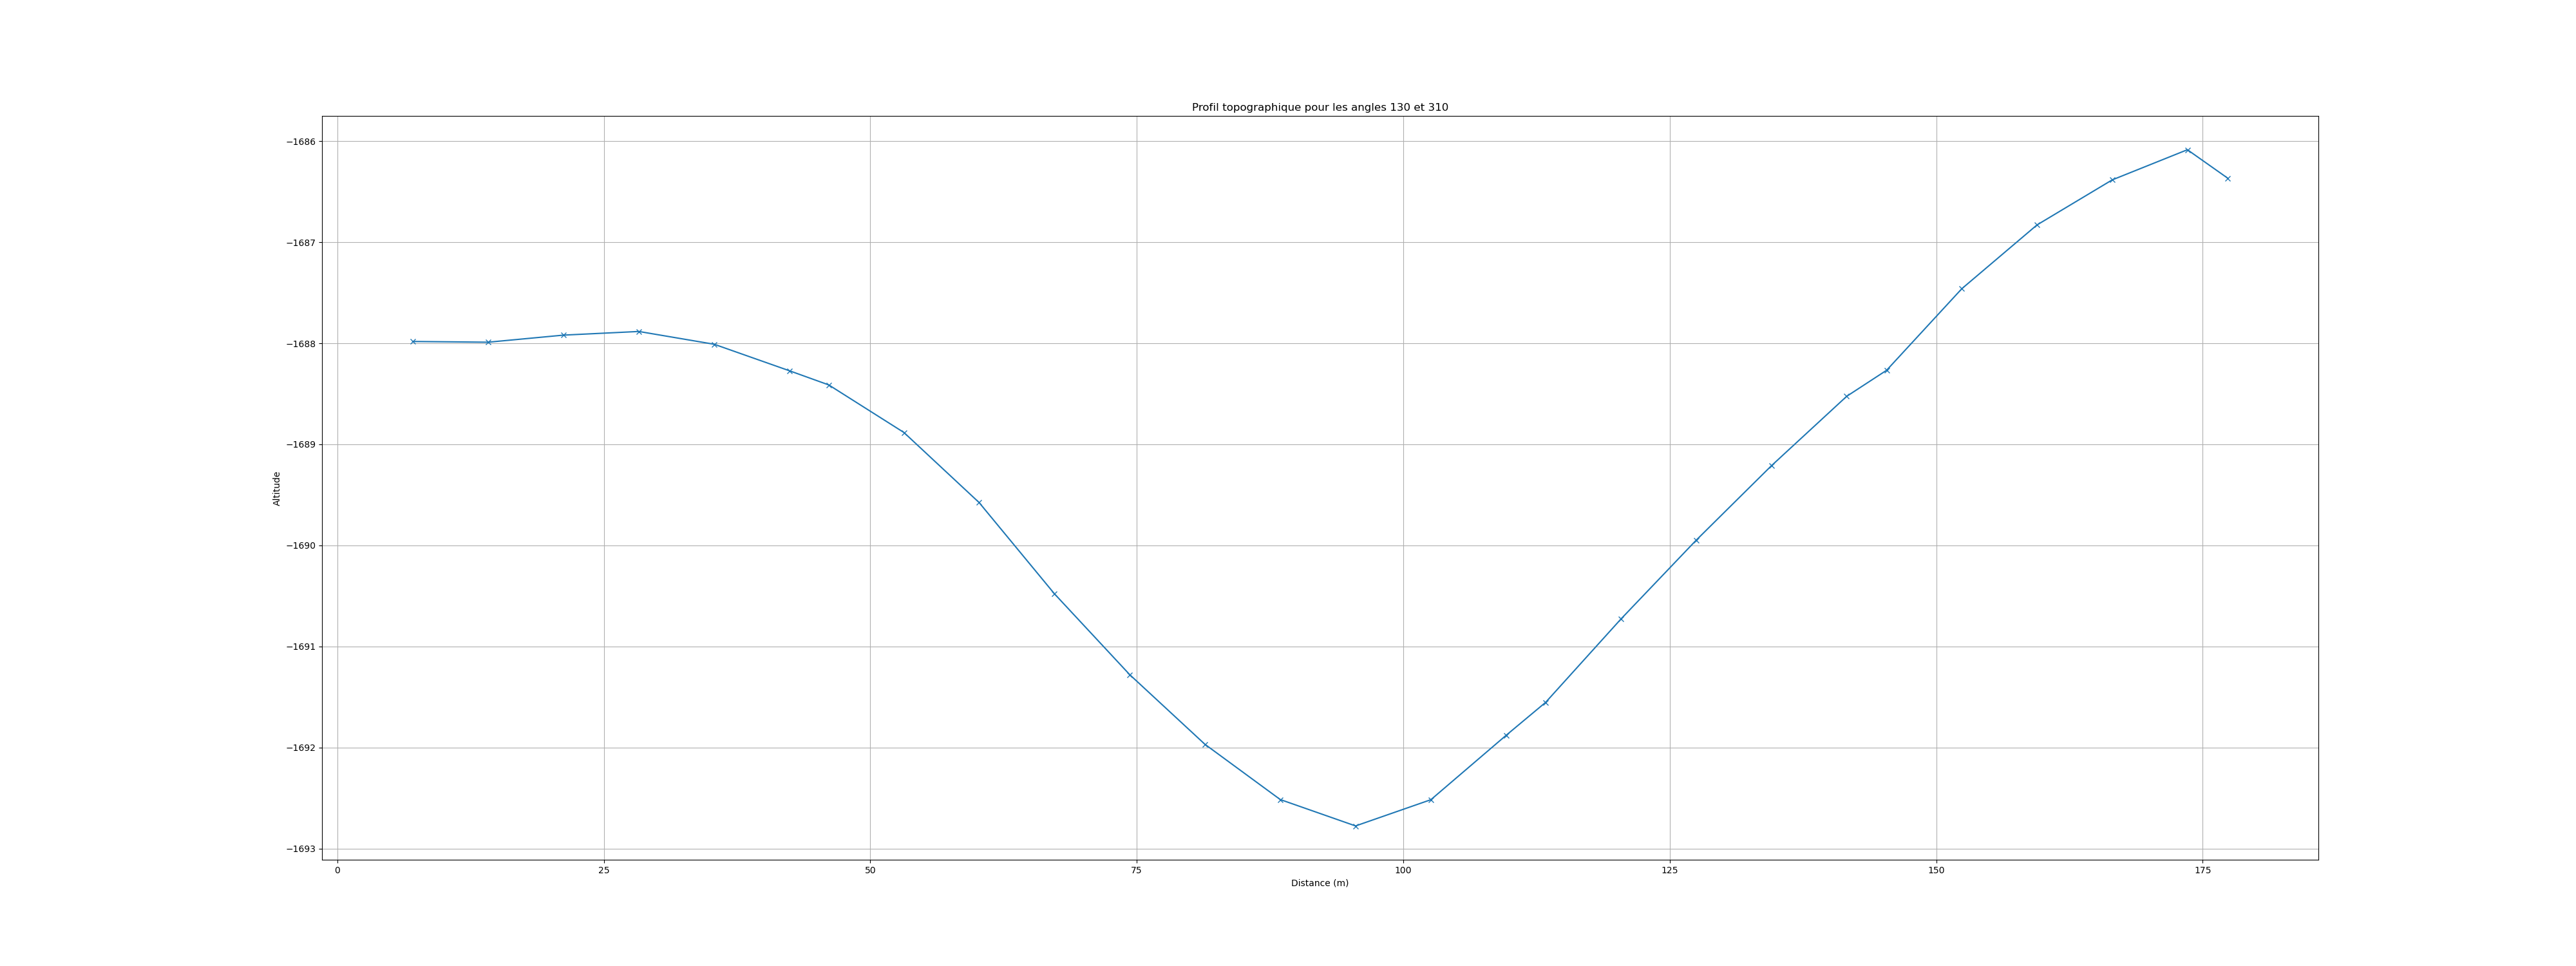 Profil topographique pour les angles 130 et 310
−1686
−1687
−1688
−1689
−1690
−1691
−1692
−1693
Altitude
0 25 50 75 100 125 150 175
Distance (m)